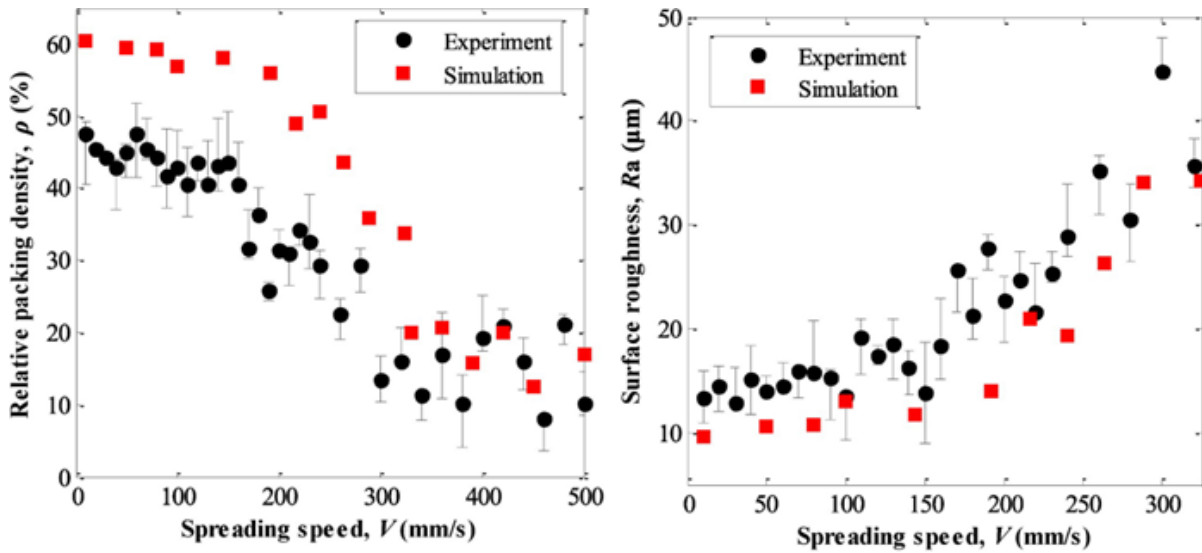 Relative packing density, ρ (%)
60
50
40
30
20
10
0
Experiment
Simulation
0 100 200 300 400 500
Spreading speed, V (mm/s)
Surface roughness, Ra (μm)
50
40
30
20
10
Experiment
Simulation
0 50 100 150 200 250 300
Spreading speed, V (mm/s)